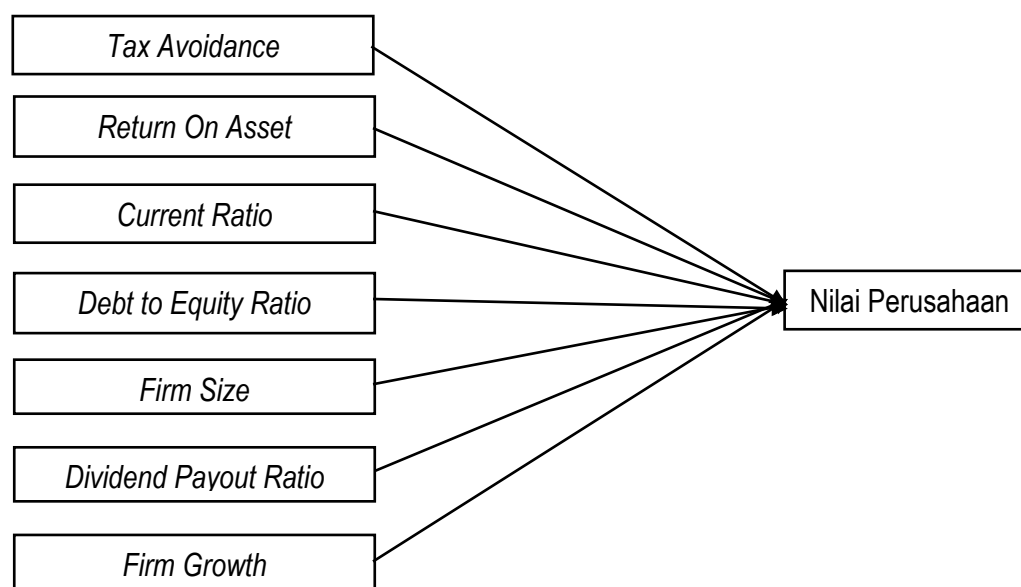 Tax Avoidance
Return On Asset
Current Ratio
Debt to Equity Ratio
Nilai Perusahaan
Firm Size
Dividend Payout Ratio
Firm Growth